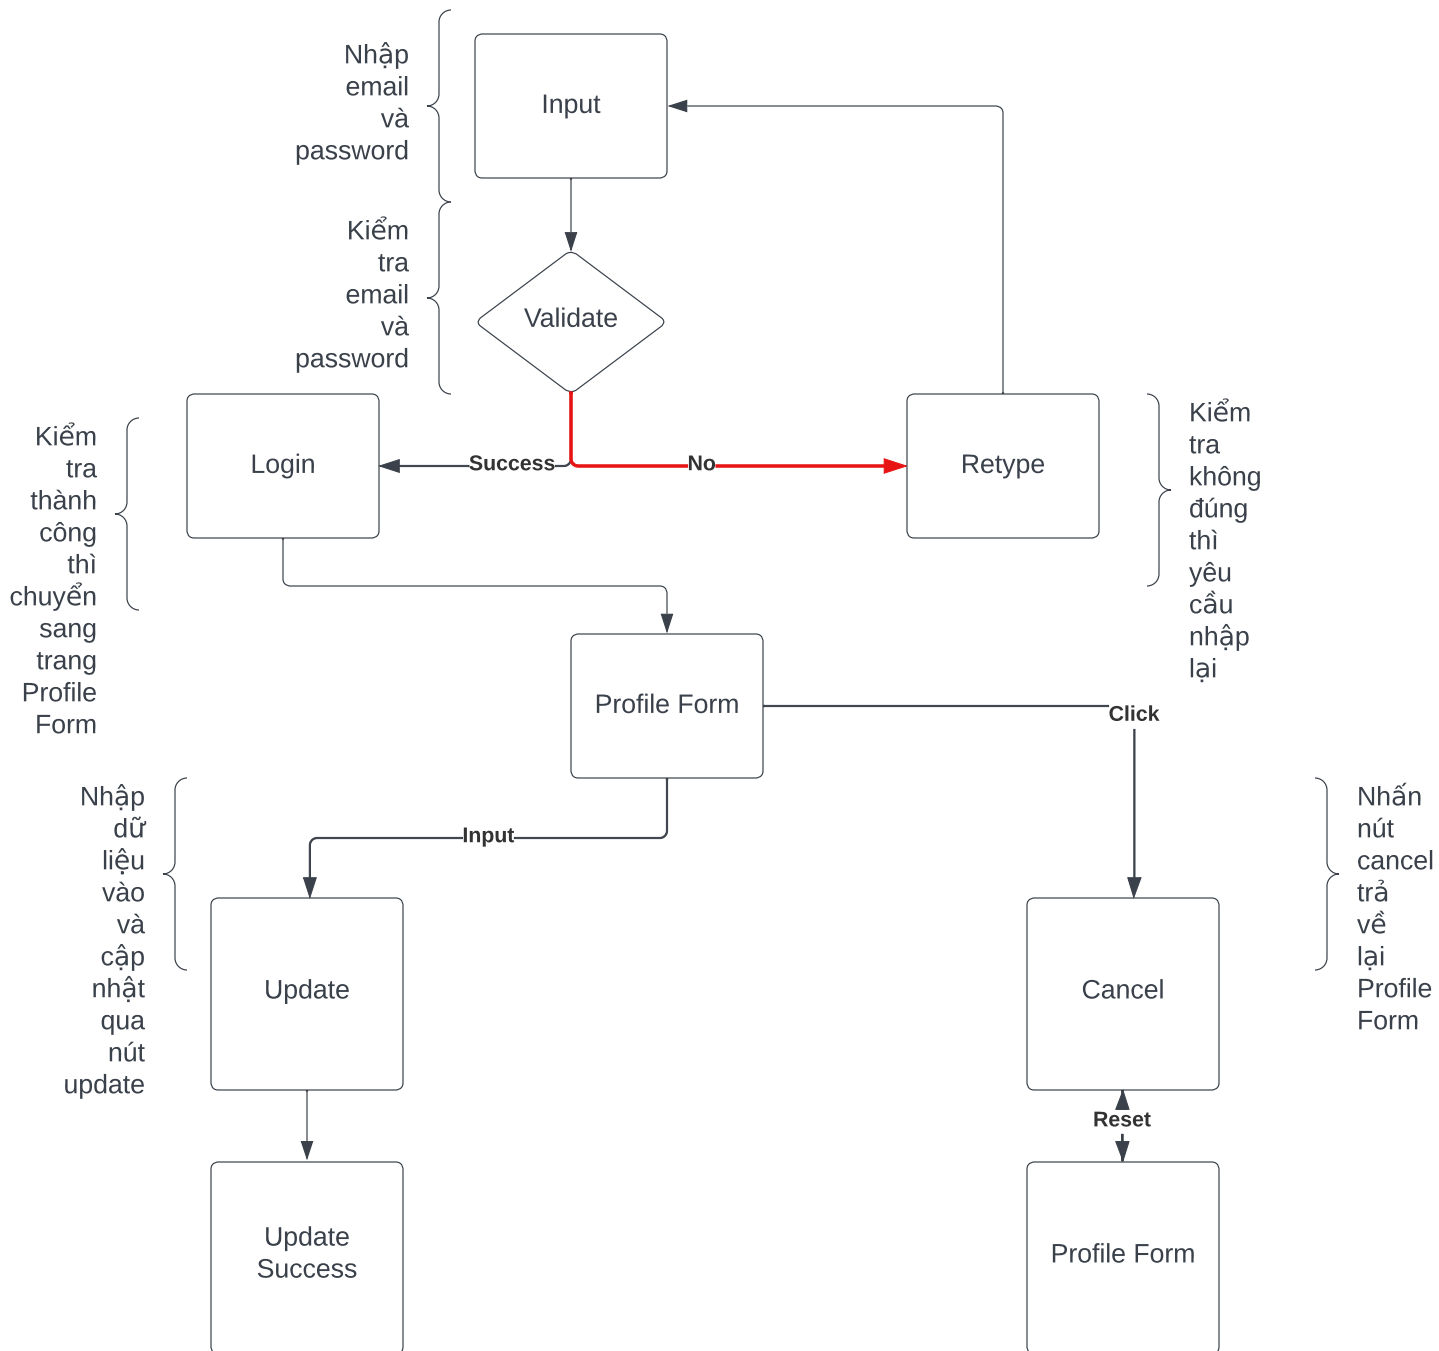 Nhập
email
và
password
Input
Kiểm
tra
email
và
password
Validate
Kiểm
tra
thành
công
thì
chuyển
sang
trang
Profile
Form
Login
Success
No
Retype
Kiểm
tra
không
đúng
thì
yêu
cầu
nhập
lại
Profile Form
Click
Nhập
dữ
liệu
vào
và
cập
nhật
qua
nút
update
Input
Update
Cancel
Nhấn
nút
cancel
trả
về
lại
Profile
Form
Reset
Update
Success
Profile Form